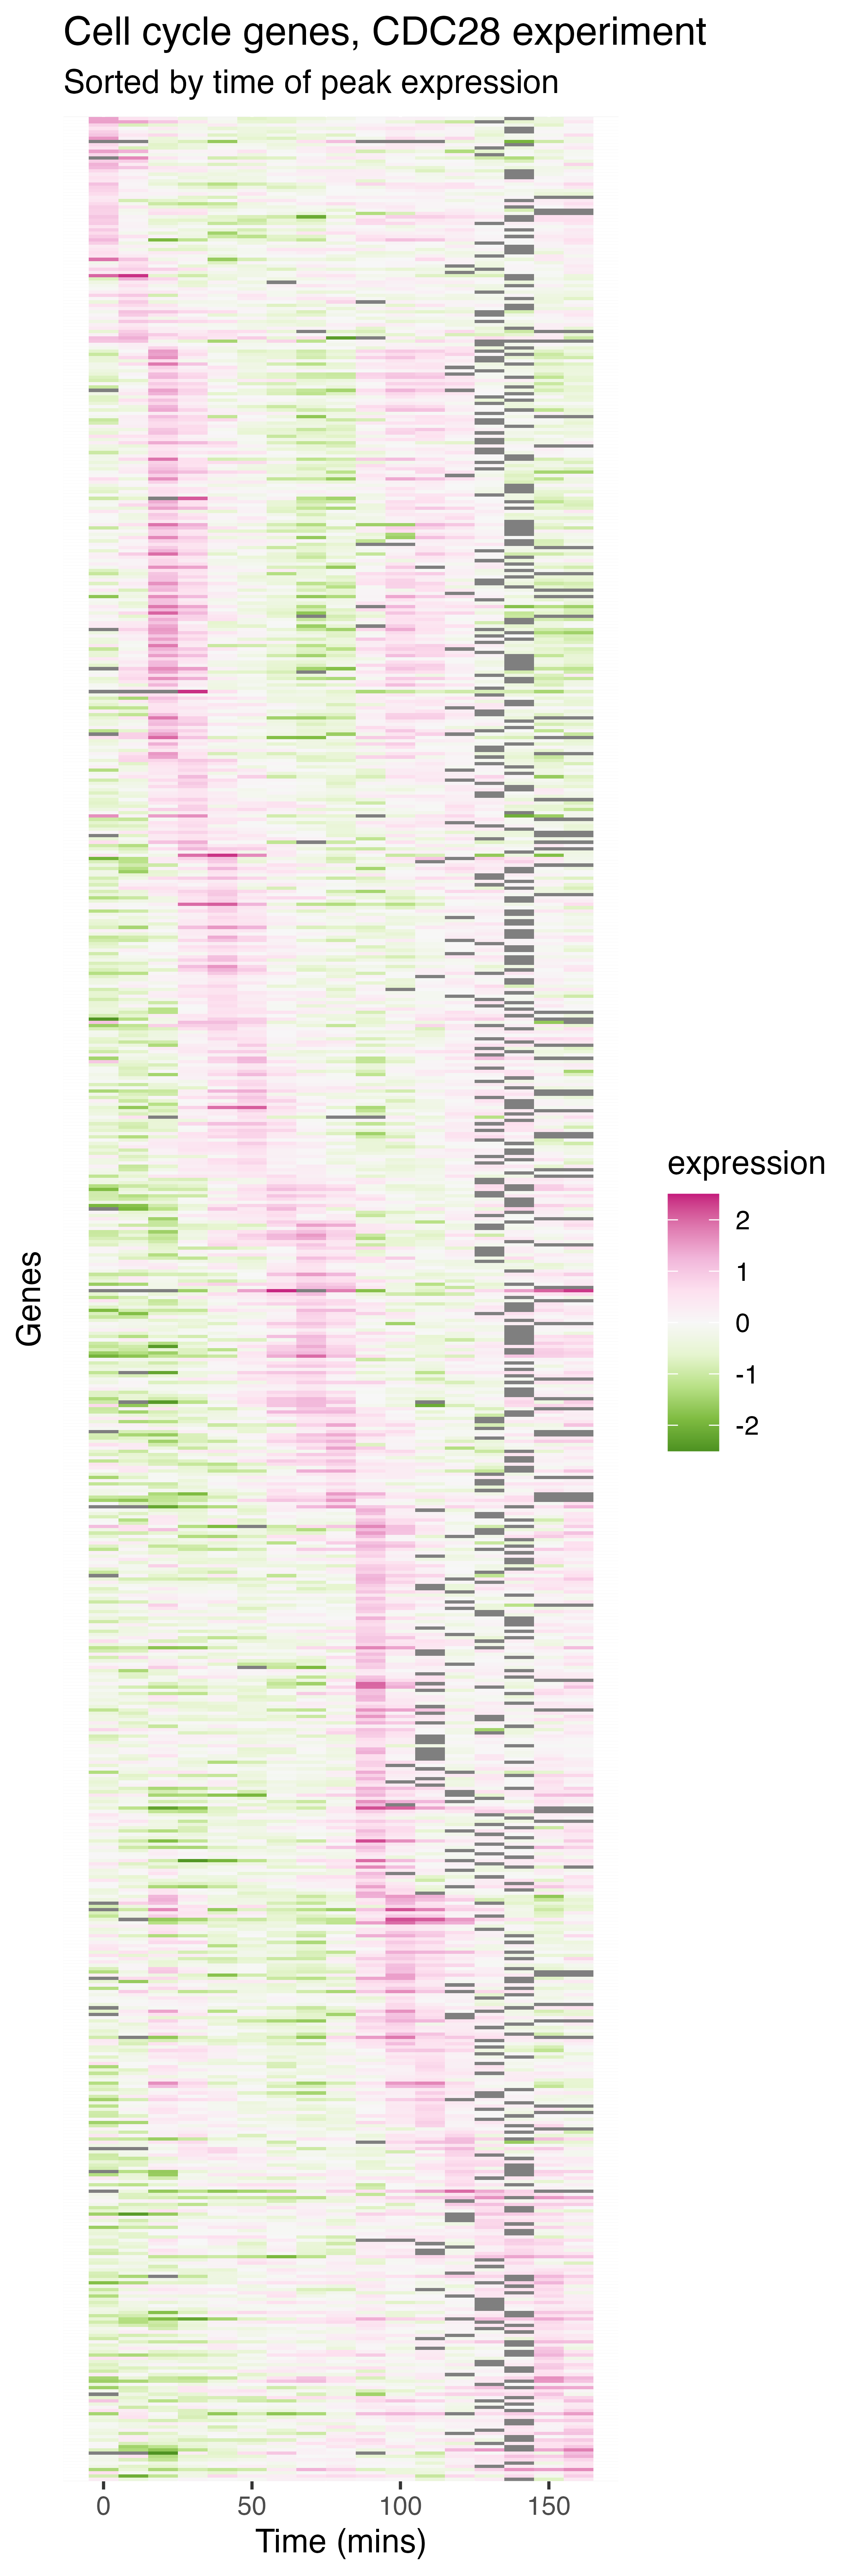 Cell cycle genes, CDC28 experiment
Sorted by time of peak expression
Genes
expression
2
1
0
-1
-2
0 50 100 150
Time (mins)